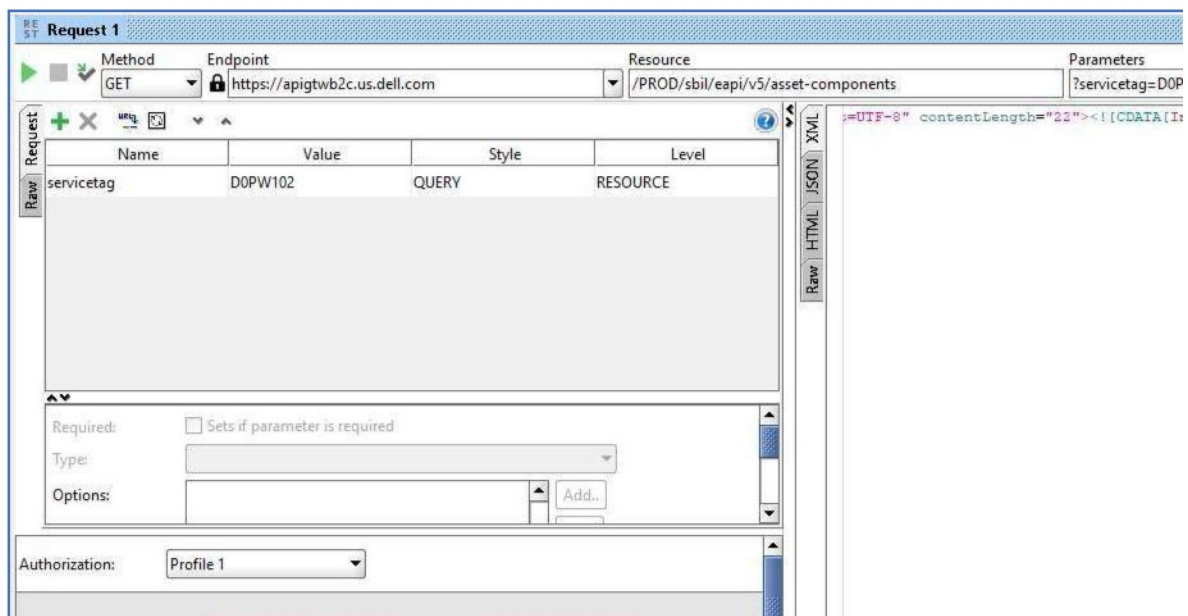 REST Request 1
Method Endpoint Resource Parameters
GET https://apigtwb2c.us.dell.com /PROD/sbil/eapi/v5/asset-components ?servicetag=D0P
Request
Raw
Name Value Style Level
servicetag D0PW102 QUERY RESOURCE
Required: Sets if parameter is required
Type:
Options: Add..
Authorization: Profile 1
XML
JSON
HTML
Raw
s=UTF-8" contentLength="22"><![CDATA[In